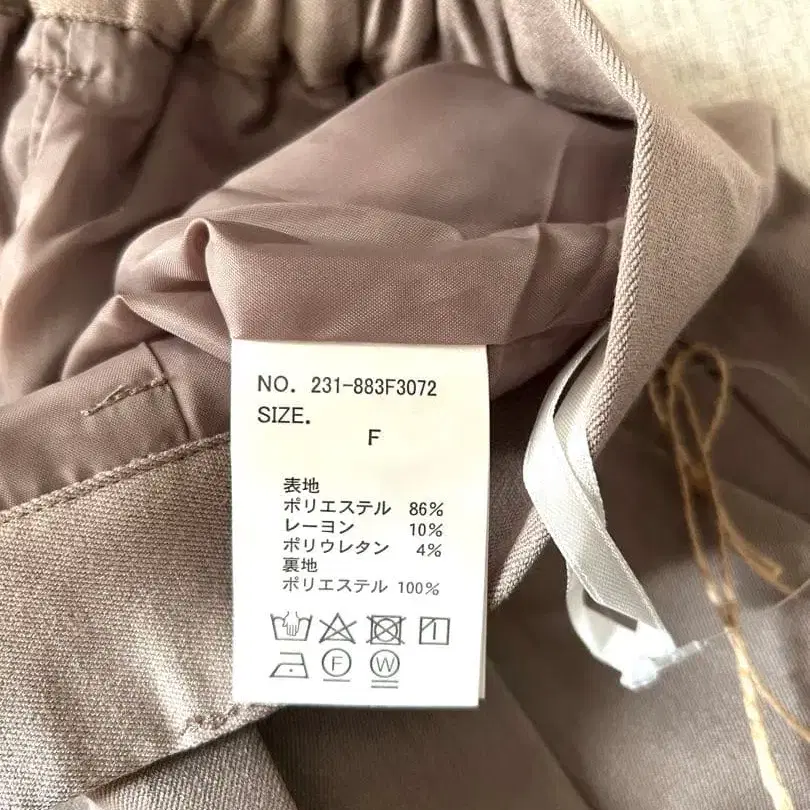 NO. 231-883F3072
SIZE.
F
表地
ポリエステル 86%
レーヨン 10%
ポリウレタン 4%
裏地
ポリエステル 100%
F W